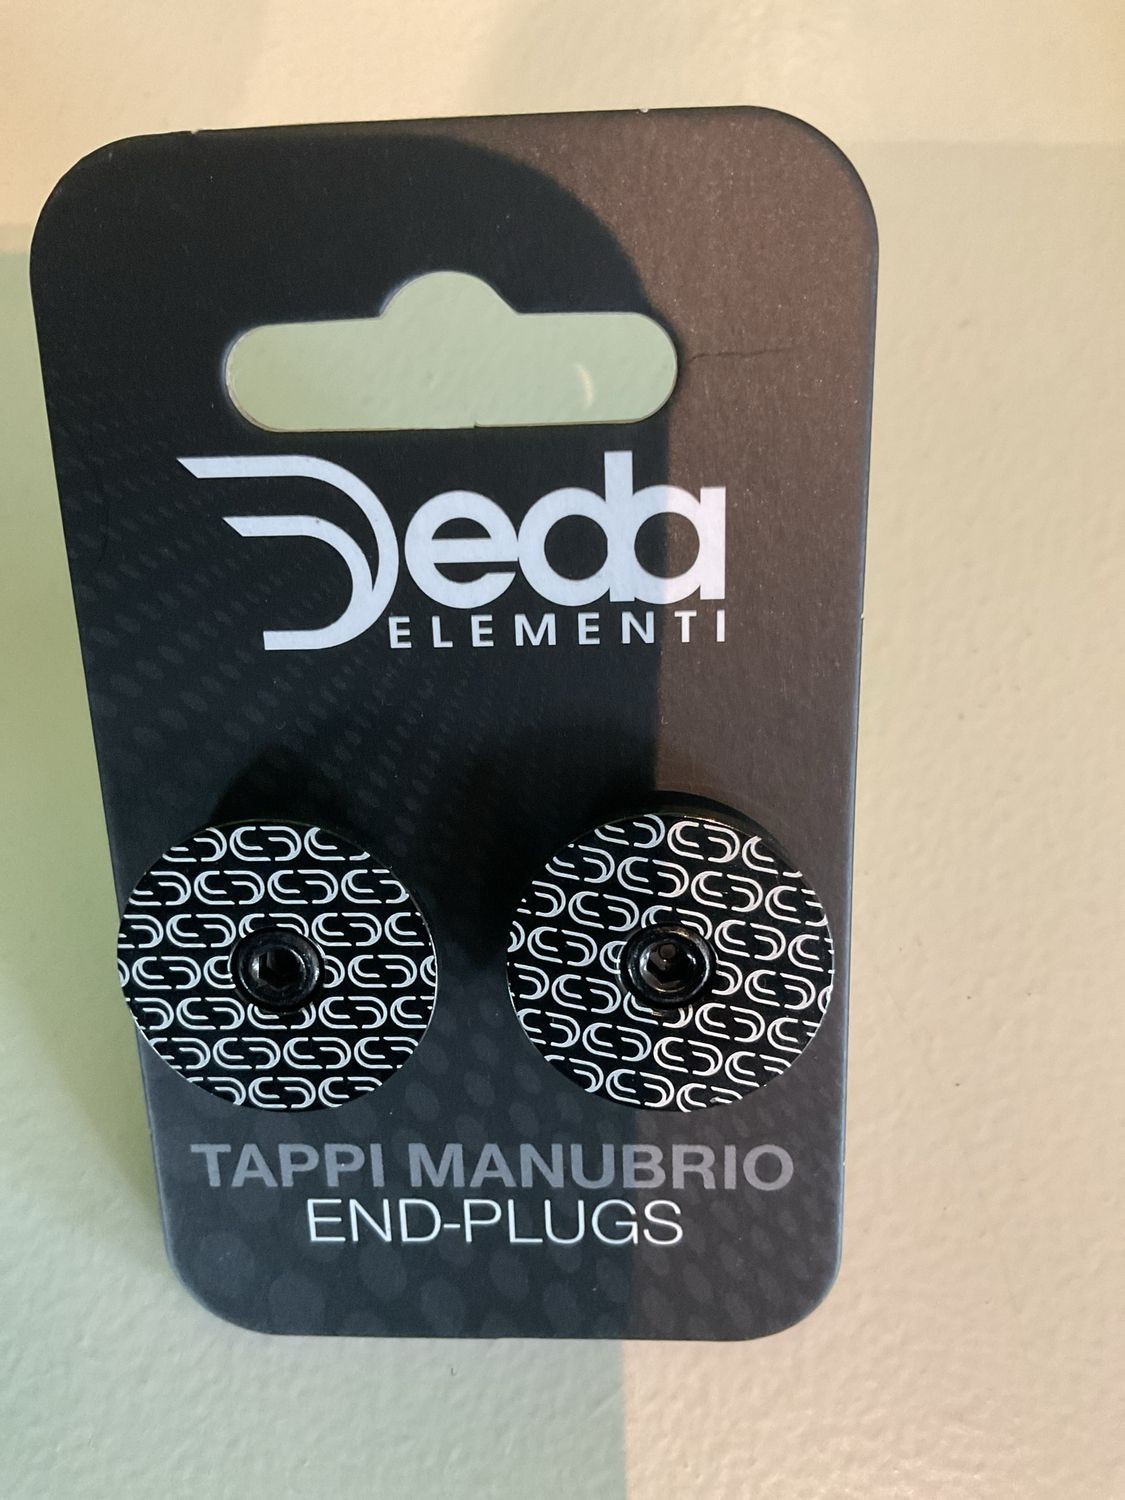 Deda
ELEMENTI
TAPPI MANUBRIO
END-PLUGS